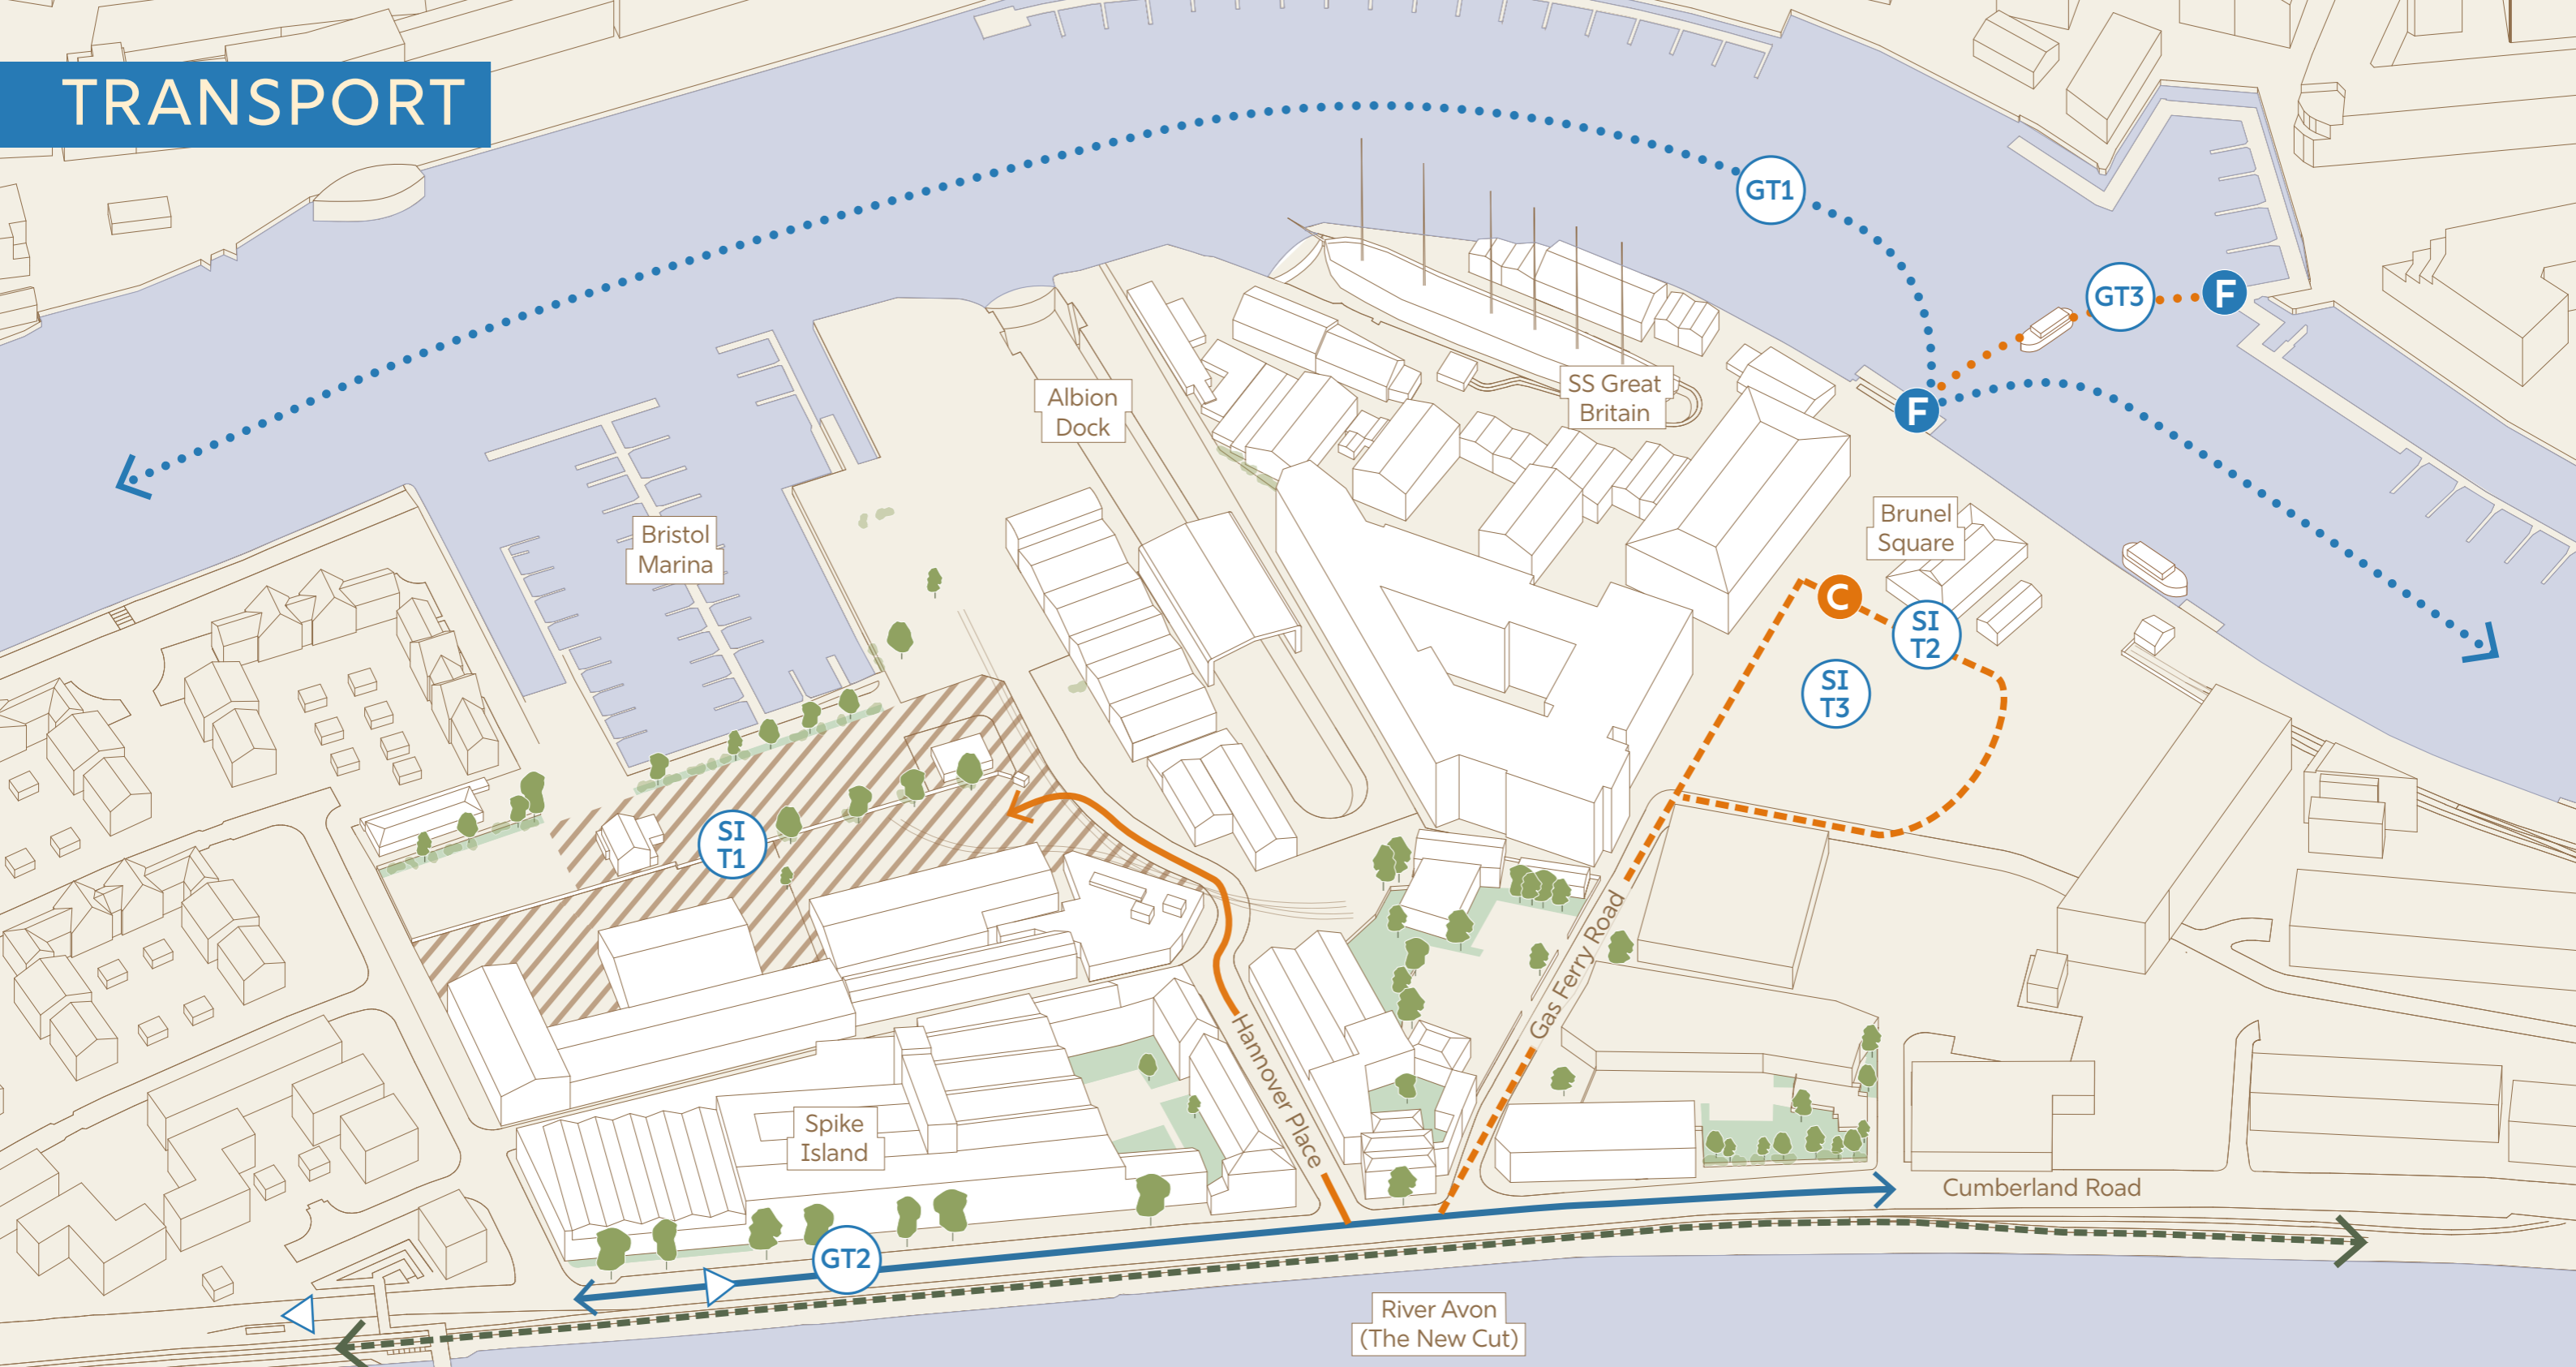 TRANSPORT
GT1
GT3
F
F
Albion
Dock
SS Great
Britain
Bristol
Marina
Brunel
Square
C
SI
T2
SI
T3
SI
T1
Gas Ferry Road
Hannover Place
Spike
Island
Cumberland Road
GT2
River Avon
(The New Cut)